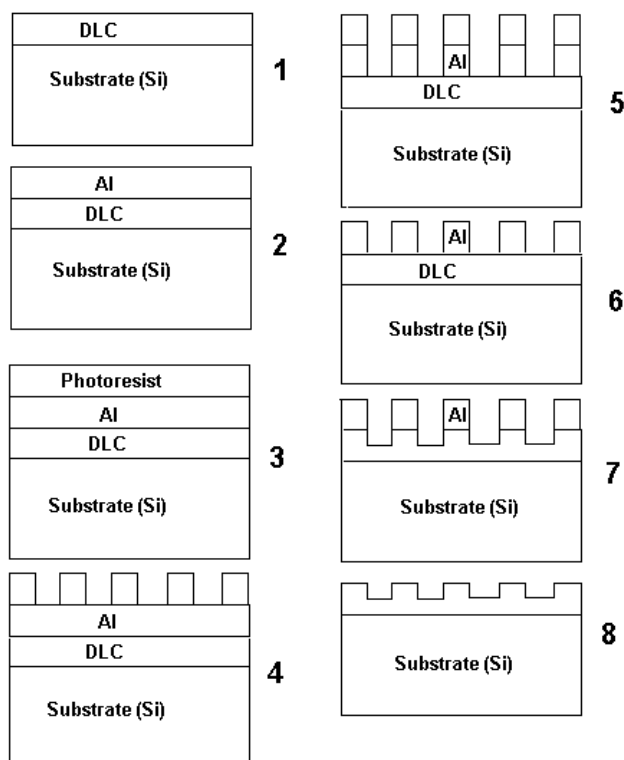 DLC
Substrate (Si)
1
Al
DLC
Substrate (Si)
2
Photoresist
Al
DLC
Substrate (Si)
3
Al
DLC
Substrate (Si)
4
Al
DLC
Substrate (Si)
5
Al
DLC
Substrate (Si)
6
Al
Substrate (Si)
7
Substrate (Si)
8